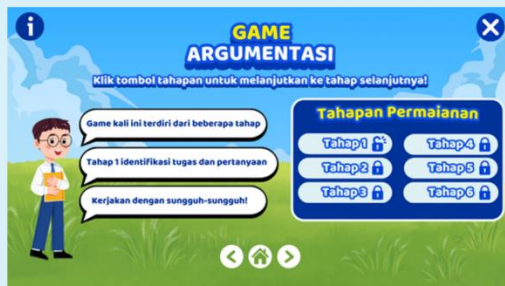 GAME
ARGUMENTASI
Klik tombol tahapan untuk melanjutkan ke tahap selanjutnya!
Game kali ini terdiri dari beberapa tahap
Tahap 1 identifikasi tugas dan pertanyaan
Kerjakan dengan sungguh-sungguh!
Tahapan Permaianan
Tahap 1
Tahap 4
Tahap 2
Tahap 5
Tahap 3
Tahap 6